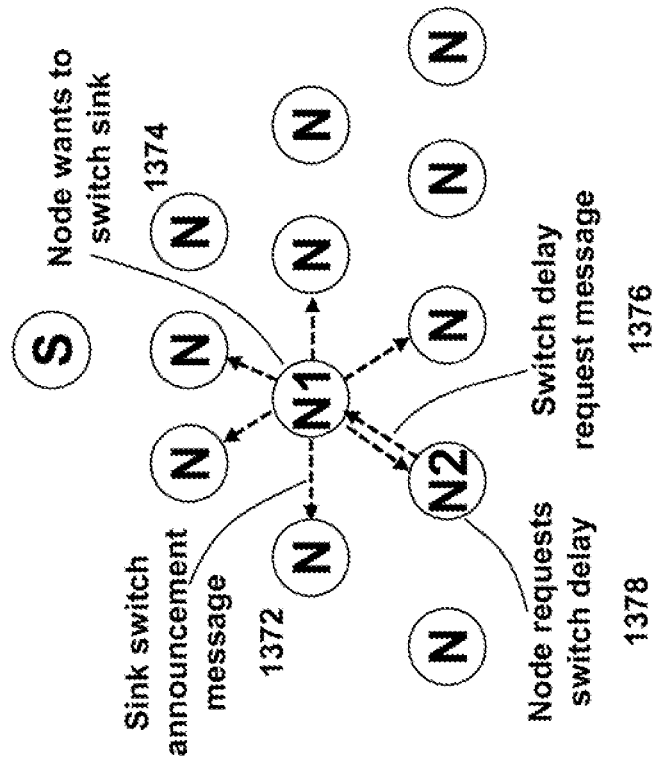 S
Sink switch
announcement
message
1372
Node wants to
switch sink
1374
N
N
N
N
N1
N
N
N
N2
N
N
N
Node requests
switch delay
1378
Switch delay
request message
1376